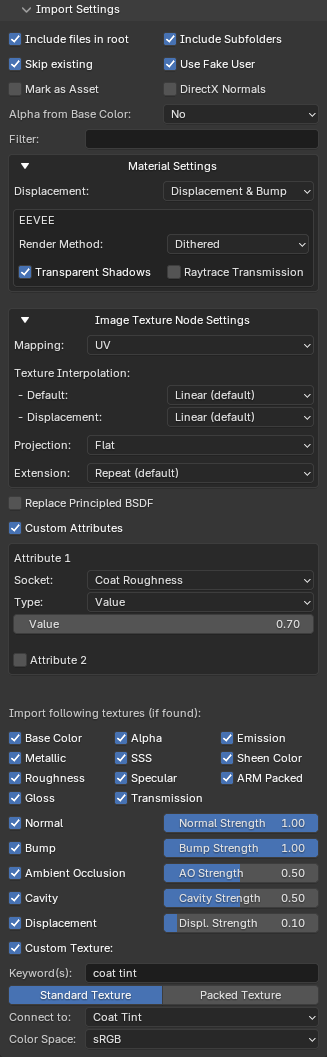 Import Settings
Include files in root Include Subfolders
Skip existing Use Fake User
Mark as Asset DirectX Normals
Alpha from Base Color: No
Filter:
Material Settings
Displacement: Displacement & Bump
EEVEE
Render Method: Dithered
Transparent Shadows Raytrace Transmission
Image Texture Node Settings
Mapping: UV
Texture Interpolation:
- Default: Linear (default)
- Displacement: Linear (default)
Projection: Flat
Extension: Repeat (default)
Replace Principled BSDF
Custom Attributes
Attribute 1
Socket: Coat Roughness
Type: Value
Value 0.70
Attribute 2
Import following textures (if found):
Base Color Alpha Emission
Metallic SSS Sheen Color
Roughness Specular ARM Packed
Gloss Transmission
Normal Normal Strength 1.00
Bump Bump Strength 1.00
Ambient Occlusion AO Strength 0.50
Cavity Cavity Strength 0.50
Displacement Displ. Strength 0.10
Custom Texture:
Keyword(s): coat tint
Standard Texture Packed Texture
Connect to: Coat Tint
Color Space: sRGB